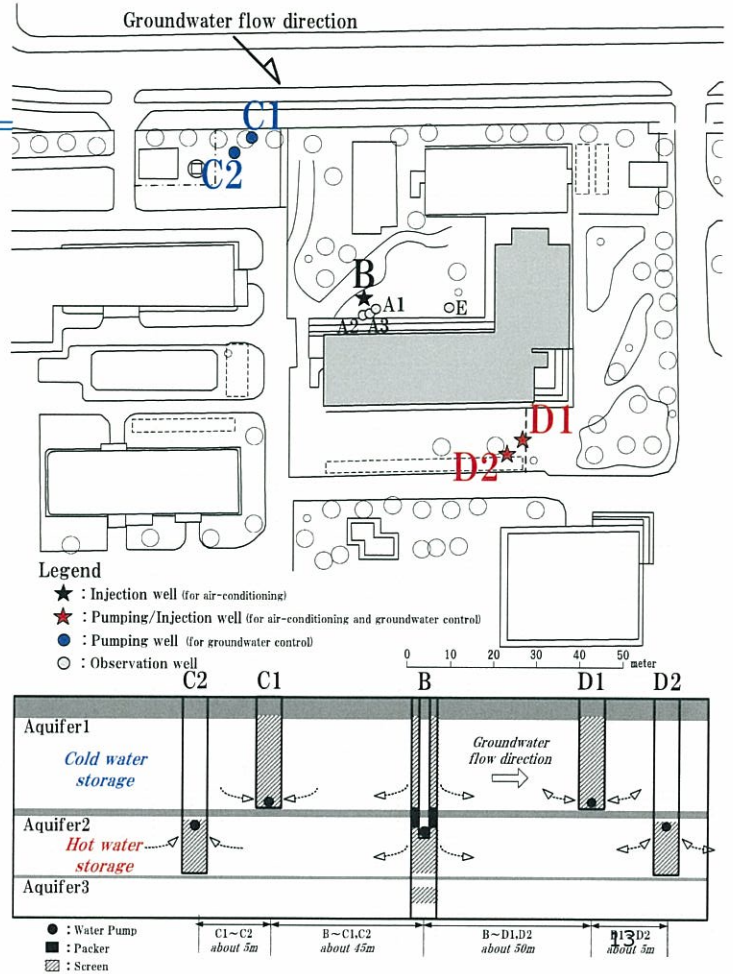 Groundwater flow direction
C1
C2
B
A1
E
A2 A3
D1
D2
Legend
: Injection well (for air-conditioning)
: Pumping/Injection well (for air-conditioning and groundwater control)
: Pumping well (for groundwater control)
: Observation well
0 10 20 30 40 50 meter
C2 C1 B D1 D2
Aquifer1
Cold water
storage
Groundwater
flow direction
Aquifer2
Hot water
storage
Aquifer3
: Water Pump
: Packer
: Screen
C1~C2
about 5m
B~C1,C2
about 45m
B~D1,D2
about 50m
D1~D2
about 5m
13